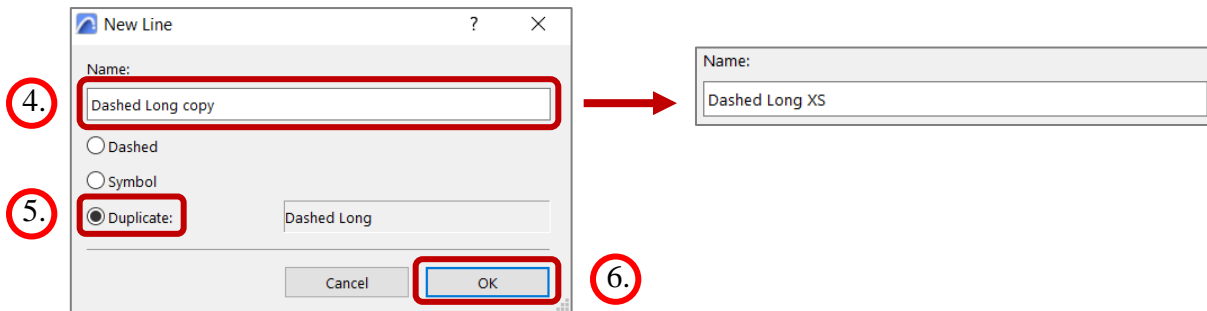 New Line
?
Name:
4.
Dashed Long copy
Dashed
Symbol
5.
Duplicate:
Dashed Long
Cancel
OK
6.
Name:
Dashed Long XS